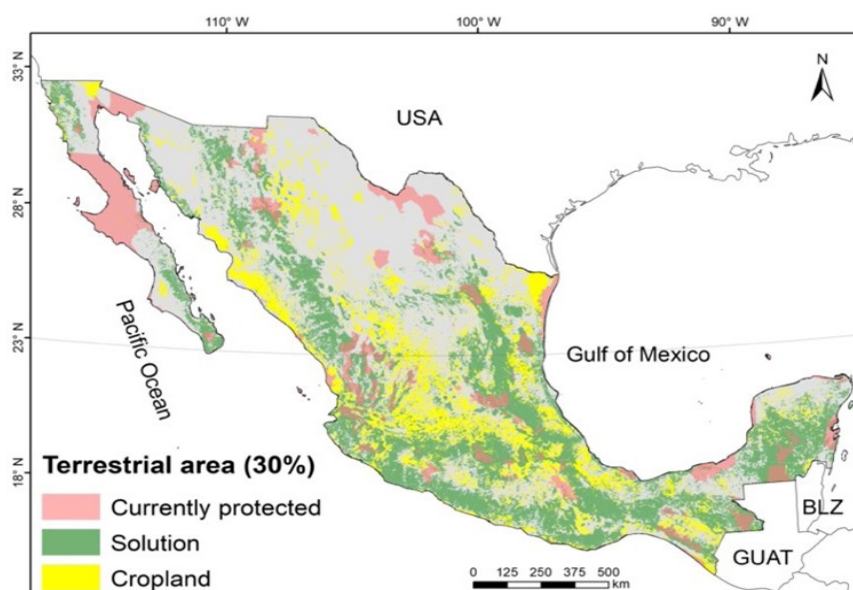 110° W 100° W 90° W
33° N
28° N
23° N
18° N
N
USA
Pacific Ocean
Gulf of Mexico
BLZ
GUAT
Terrestrial area (30%)
Currently protected
Solution
Cropland
0 125 250 375 500
km